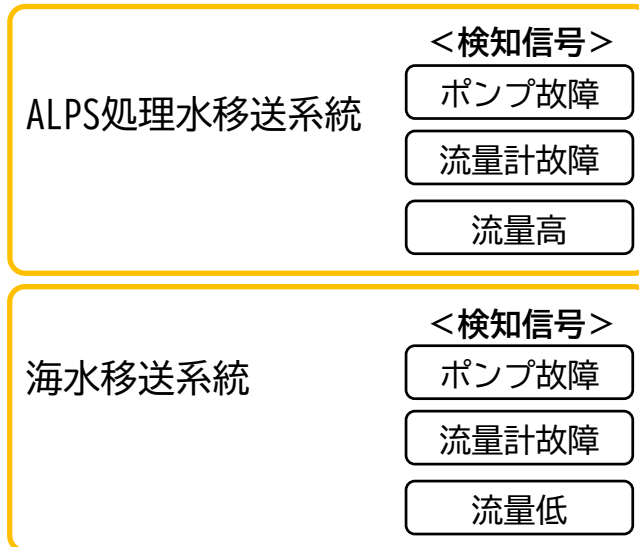 ＜検知信号＞
ALPS処理水移送系統
ポンプ故障
流量計故障
流量高
＜検知信号＞
海水移送系統
ポンプ故障
流量計故障
流量低